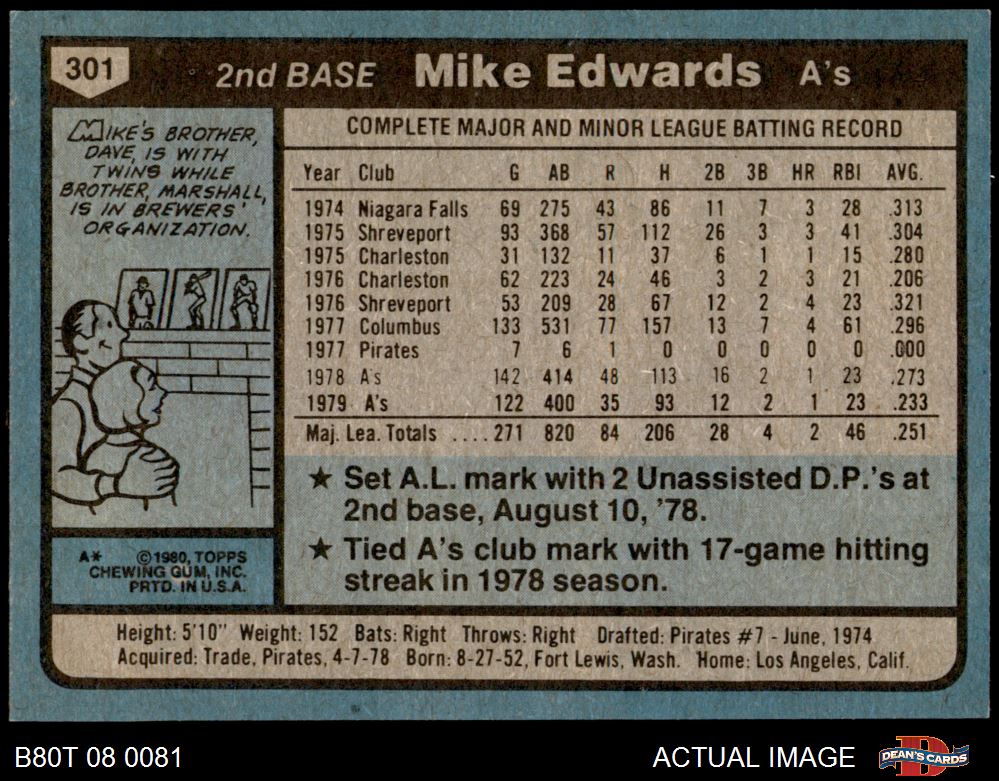 301 2nd BASE Mike Edwards A's
MIKE'S BROTHER,
DAVE, IS WITH
TWINS WHILE
BROTHER, MARSHALL,
IS IN BREWERS'
ORGANIZATION.
COMPLETE MAJOR AND MINOR LEAGUE BATTING RECORD
Year Club G AB R H 2B 3B HR RBI AVG.
1974 Niagara Falls 69 275 43 86 11 7 3 28 .313
1975 Shreveport 93 368 57 112 26 3 3 41 .304
1975 Charleston 31 132 11 37 6 1 1 15 .280
1976 Charleston 62 223 24 46 3 2 3 21 .206
1976 Shreveport 53 209 28 67 12 2 4 23 .321
1977 Columbus 133 531 77 157 13 7 4 61 .296
1977 Pirates 7 6 1 0 0 0 0 0 .000
1978 A's 142 414 48 113 16 2 1 23 .273
1979 A's 122 400 35 93 12 2 1 23 .233
Maj. Lea. Totals ....271 820 84 206 28 4 2 46 .251
★ Set A.L. mark with 2 Unassisted D.P.'s at
2nd base, August 10, '78.
★ Tied A's club mark with 17-game hitting
streak in 1978 season.
A* ©1980, TOPPS
CHEWING GUM, INC.
PRTD. IN U.S.A.
Height: 5'10" Weight: 152 Bats: Right Throws: Right Drafted: Pirates #7 - June, 1974
Acquired: Trade, Pirates, 4-7-78 Born: 8-27-52, Fort Lewis, Wash. Home: Los Angeles, Calif.
B80T 08 0081 ACTUAL IMAGE DEAN'S CARDS